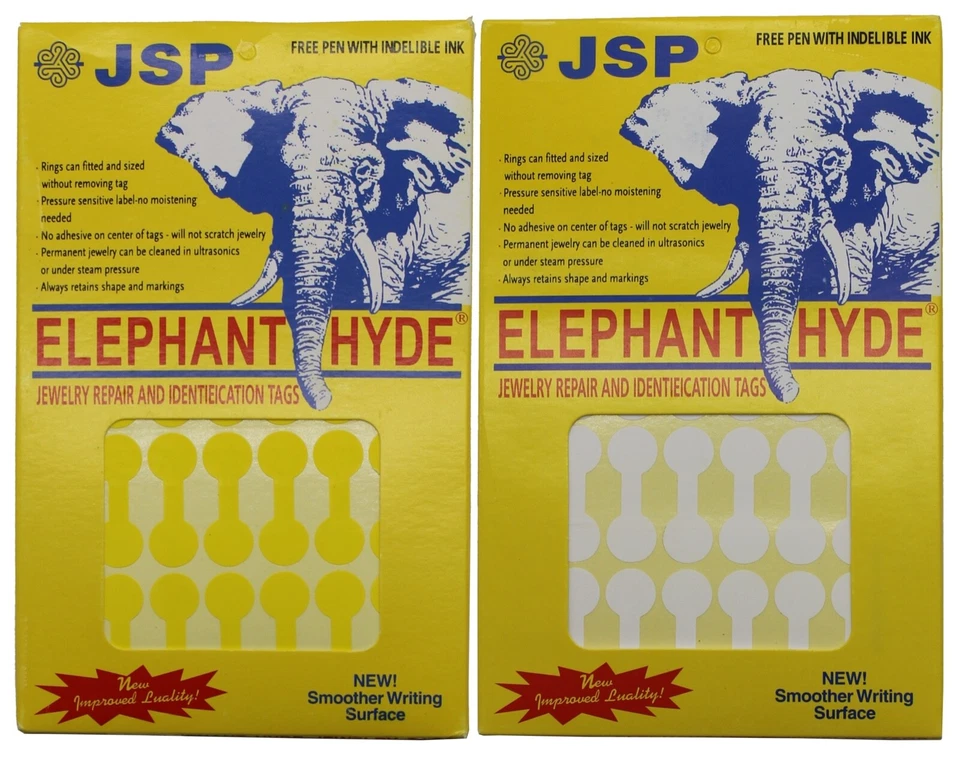 JSP
FREE PEN WITH INDELIBLE INK
· Rings can fitted and sized
without removing tag
· Pressure sensitive label-no moistening
needed
· No adhesive on center of tags - will not scratch jewelry
· Permanent jewelry can be cleaned in ultrasonics
or under steam pressure
· Always retains shape and markings
ELEPHANT HYDE®
JEWELRY REPAIR AND IDENTIEICATION TAGS
New
Improved Luality!
NEW!
Smoother Writing
Surface
JSP
FREE PEN WITH INDELIBLE INK
· Rings can fitted and sized
without removing tag
· Pressure sensitive label-no moistening
needed
· No adhesive on center of tags - will not scratch jewelry
· Permanent jewelry can be cleaned in ultrasonics
or under steam pressure
· Always retains shape and markings
ELEPHANT HYDE®
JEWELRY REPAIR AND IDENTIEICATION TAGS
New
Improved Luality!
NEW!
Smoother Writing
Surface